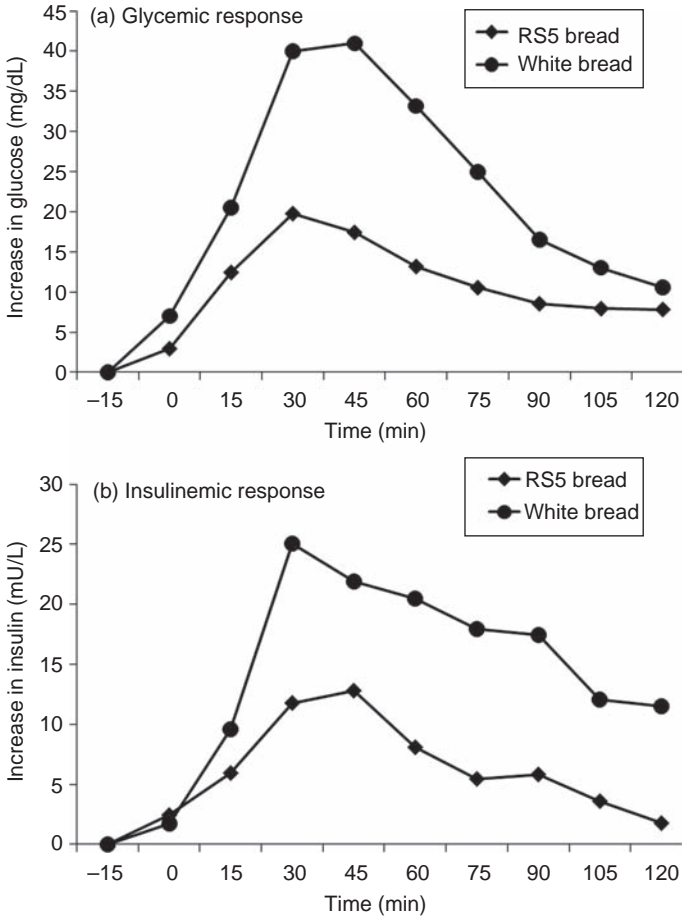 (a) Glycemic response
RS5 bread
White bread
Increase in glucose (mg/dL)
45
40
35
30
25
20
15
10
5
0
–15 0 15 30 45 60 75 90 105 120
Time (min)
(b) Insulinemic response
RS5 bread
White bread
Increase in insulin (mU/L)
30
25
20
15
10
5
0
–15 0 15 30 45 60 75 90 105 120
Time (min)